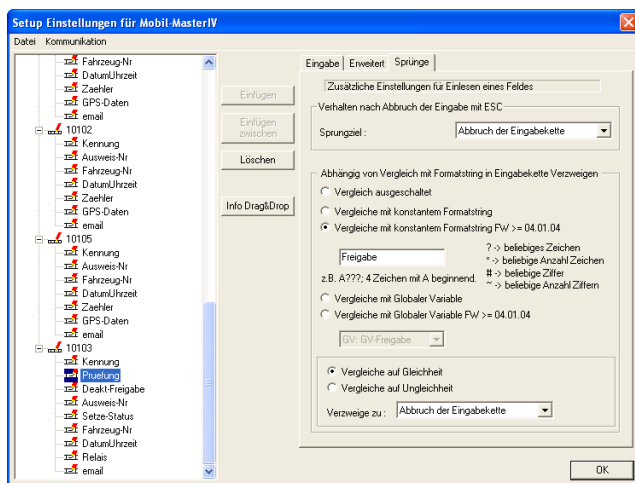 Setup Einstellungen für Mobil-MasterIV
Datei Kommunikation
Fahrzeug-Nr
DatumUhrzeit
Zaehler
GPS-Daten
email
10102
Kennung
Ausweis-Nr
Fahrzeug-Nr
DatumUhrzeit
Zaehler
GPS-Daten
email
10105
Kennung
Ausweis-Nr
Fahrzeug-Nr
DatumUhrzeit
Zaehler
GPS-Daten
email
10103
Kennung
Pruefung
Deakt-Freigabe
Ausweis-Nr
Setze-Status
Fahrzeug-Nr
DatumUhrzeit
Relais
email
Einfügen
Einfügen
zwischen
Löschen
Info Drag&Drop
Eingabe Erweitert Sprünge
Zusätzliche Einstellungen für Einlesen eines Feldes
Verhalten nach Abbruch der Eingabe mit ESC
Sprungziel : Abbruch der Eingabekette
Abhängig von Vergleich mit Formatstring in Eingabekette Verzweigen
Vergleich ausgeschaltet
Vergleiche mit konstantem Formatstring
Vergleiche mit konstantem Formatstring FW >= 04.01.04
Freigabe
z.B. A???; 4 Zeichen mit A beginnend.
? -> beliebiges Zeichen
* -> beliebige Anzahl Zeichen
# -> beliebige Ziffer
~ -> beliebige Anzahl Ziffern
Vergleiche mit Globaler Variable
Vergleiche mit Globaler Variable FW >= 04.01.04
GV: GV-Freigabe
Vergleiche auf Gleichheit
Vergleiche auf Ungleichheit
Verzweige zu : Abbruch der Eingabekette
OK